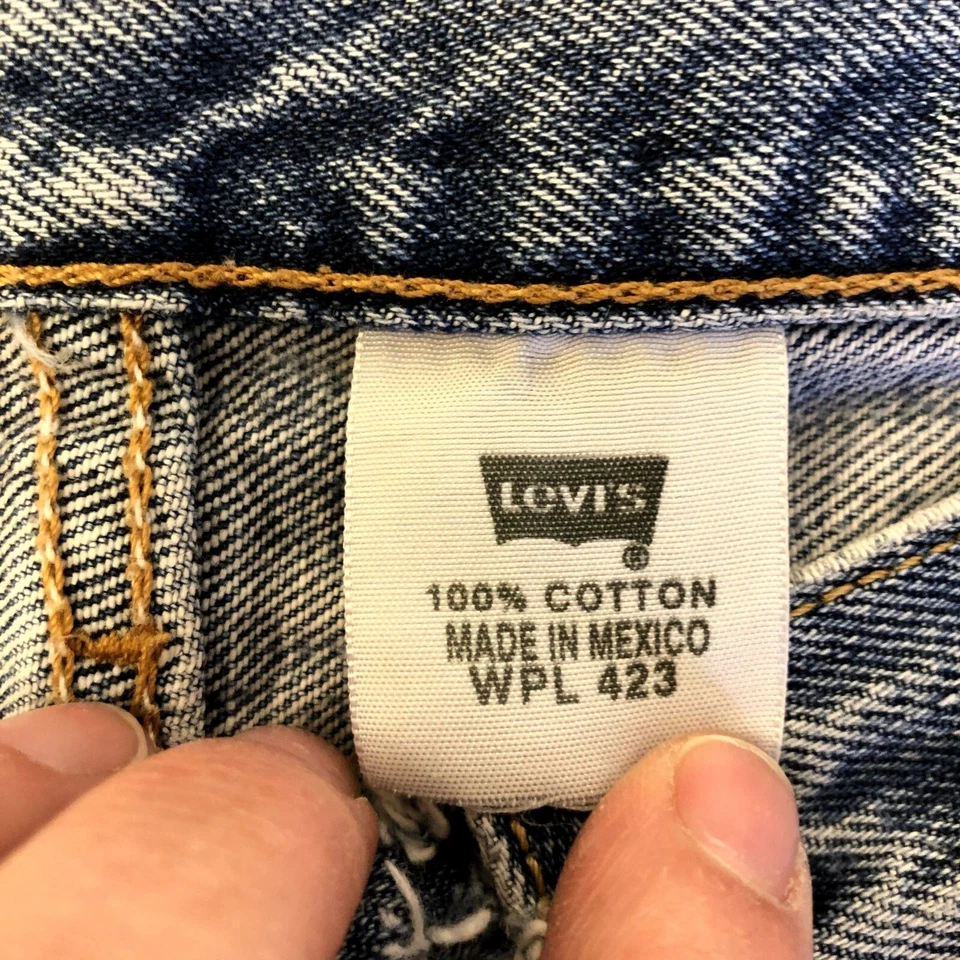 LEVI'S
®
100% COTTON
MADE IN MEXICO
WPL 423